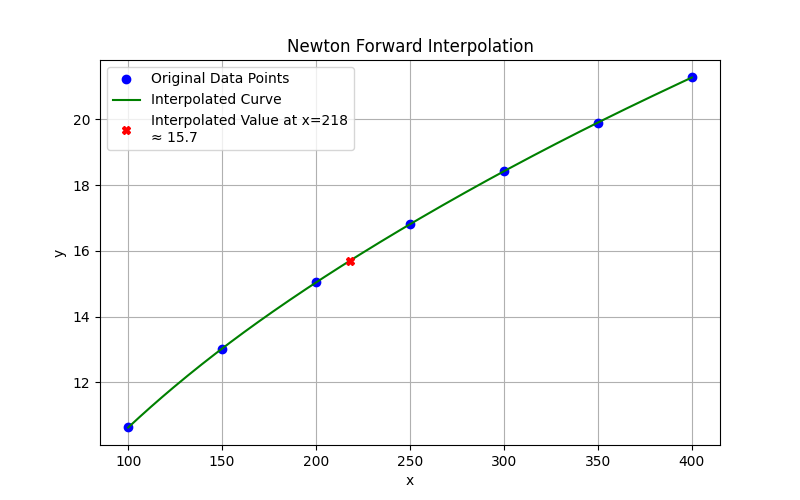 Newton Forward Interpolation
Original Data Points
Interpolated Curve
Interpolated Value at x=218
≈ 15.7
y
20
18
16
14
12
100 150 200 250 300 350 400
x